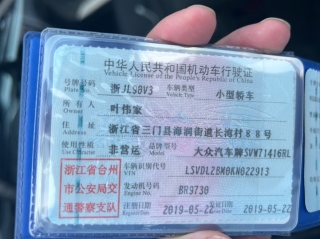 中华人民共和国机动车行驶证
Vehicle License of the People's Republic of China
号牌号码 浙JL98V3 车辆类型 小型轿车
Plate No. Vehicle Type
所有人 叶伟家
Owner
浙江省三门县海润街道长湾村88号
Address
使用性质 非营运 品牌型号 大众汽车牌SVW71416RL
Use Character Model
浙江省台州
市公安局交
通警察支队
车辆识别代号 LSVDL2BM0KN022913
VIN
发动机号码 BR9730
Engine No.
注册日期 2019-05-22 发证日期 2019-05-22
Register Date Issue Date